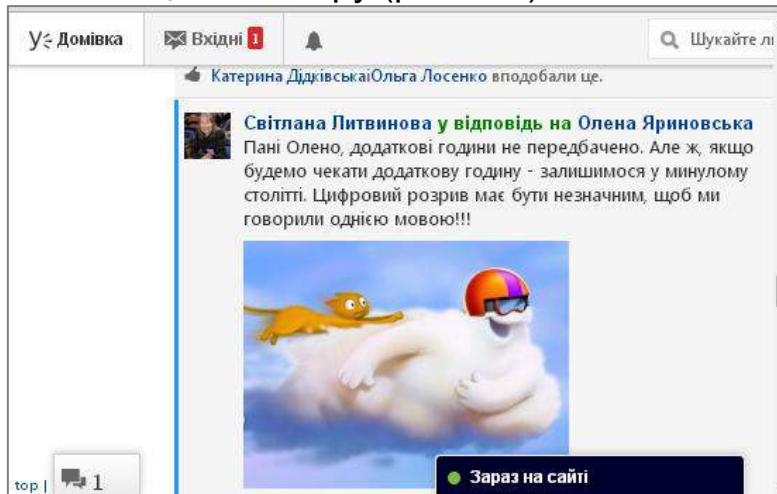 Домівка Вхідні 1 Шукайте
Катерина ДідківськаіОльга Лосенко вподобали це.
Світлана Литвинова у відповідь на Олена Яриновська
Пані Олено, додаткові години не передбачено. Але ж, якщо
будемо чекати додаткову годину - залишимося у минулому
столітті. Цифровий розрив має бути незначним, щоб ми
говорили однією мовою!!!
top | 1
Зараз на сайті